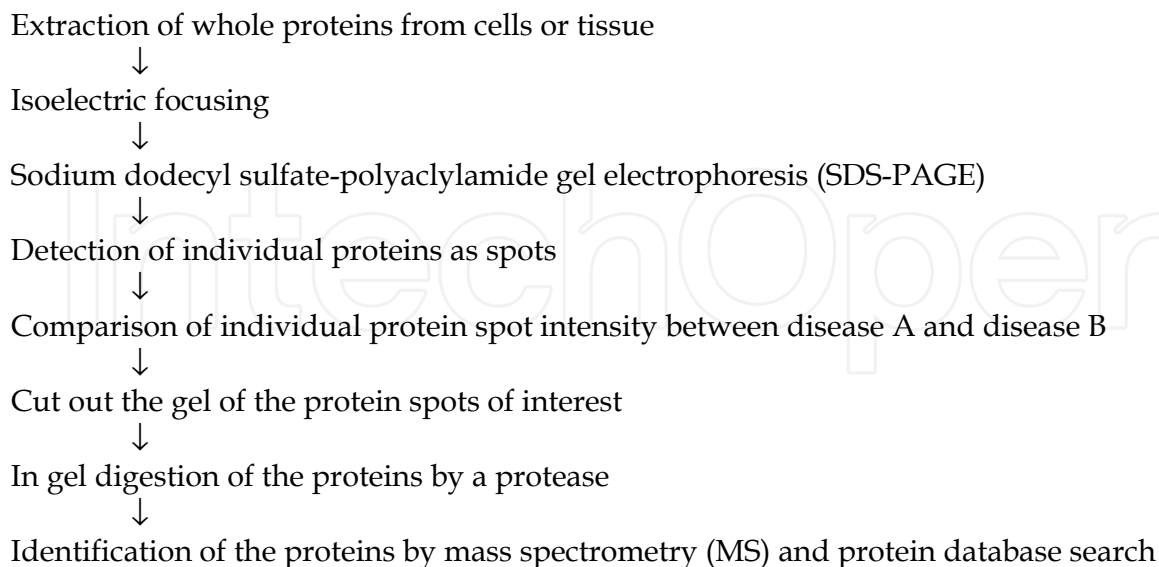 Extraction of whole proteins from cells or tissue
↓
Isoelectric focusing
↓
Sodium dodecyl sulfate-polyaclylamide gel electrophoresis (SDS-PAGE)
↓
Detection of individual proteins as spots
↓
Comparison of individual protein spot intensity between disease A and disease B
↓
Cut out the gel of the protein spots of interest
↓
In gel digestion of the proteins by a protease
↓
Identification of the proteins by mass spectrometry (MS) and protein database search
IntechOpen